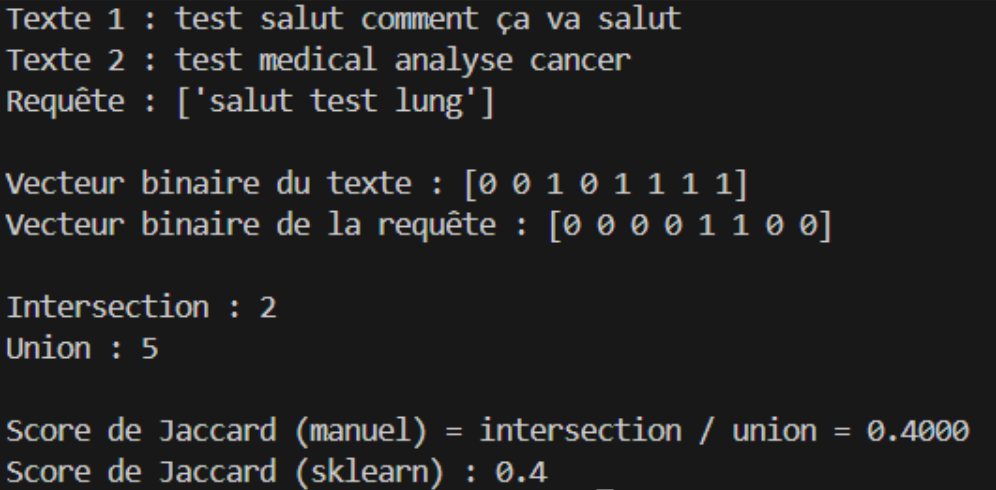 Texte 1 : test salut comment ça va salut
Texte 2 : test medical analyse cancer
Requête : ['salut test lung']
Vecteur binaire du texte : [0 0 1 0 1 1 1 1]
Vecteur binaire de la requête : [0 0 0 0 1 1 0 0]
Intersection : 2
Union : 5
Score de Jaccard (manuel) = intersection / union = 0.4000
Score de Jaccard (sklearn) : 0.4